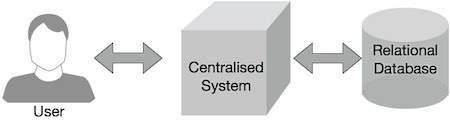 User
Centralised
System
Relational
Database